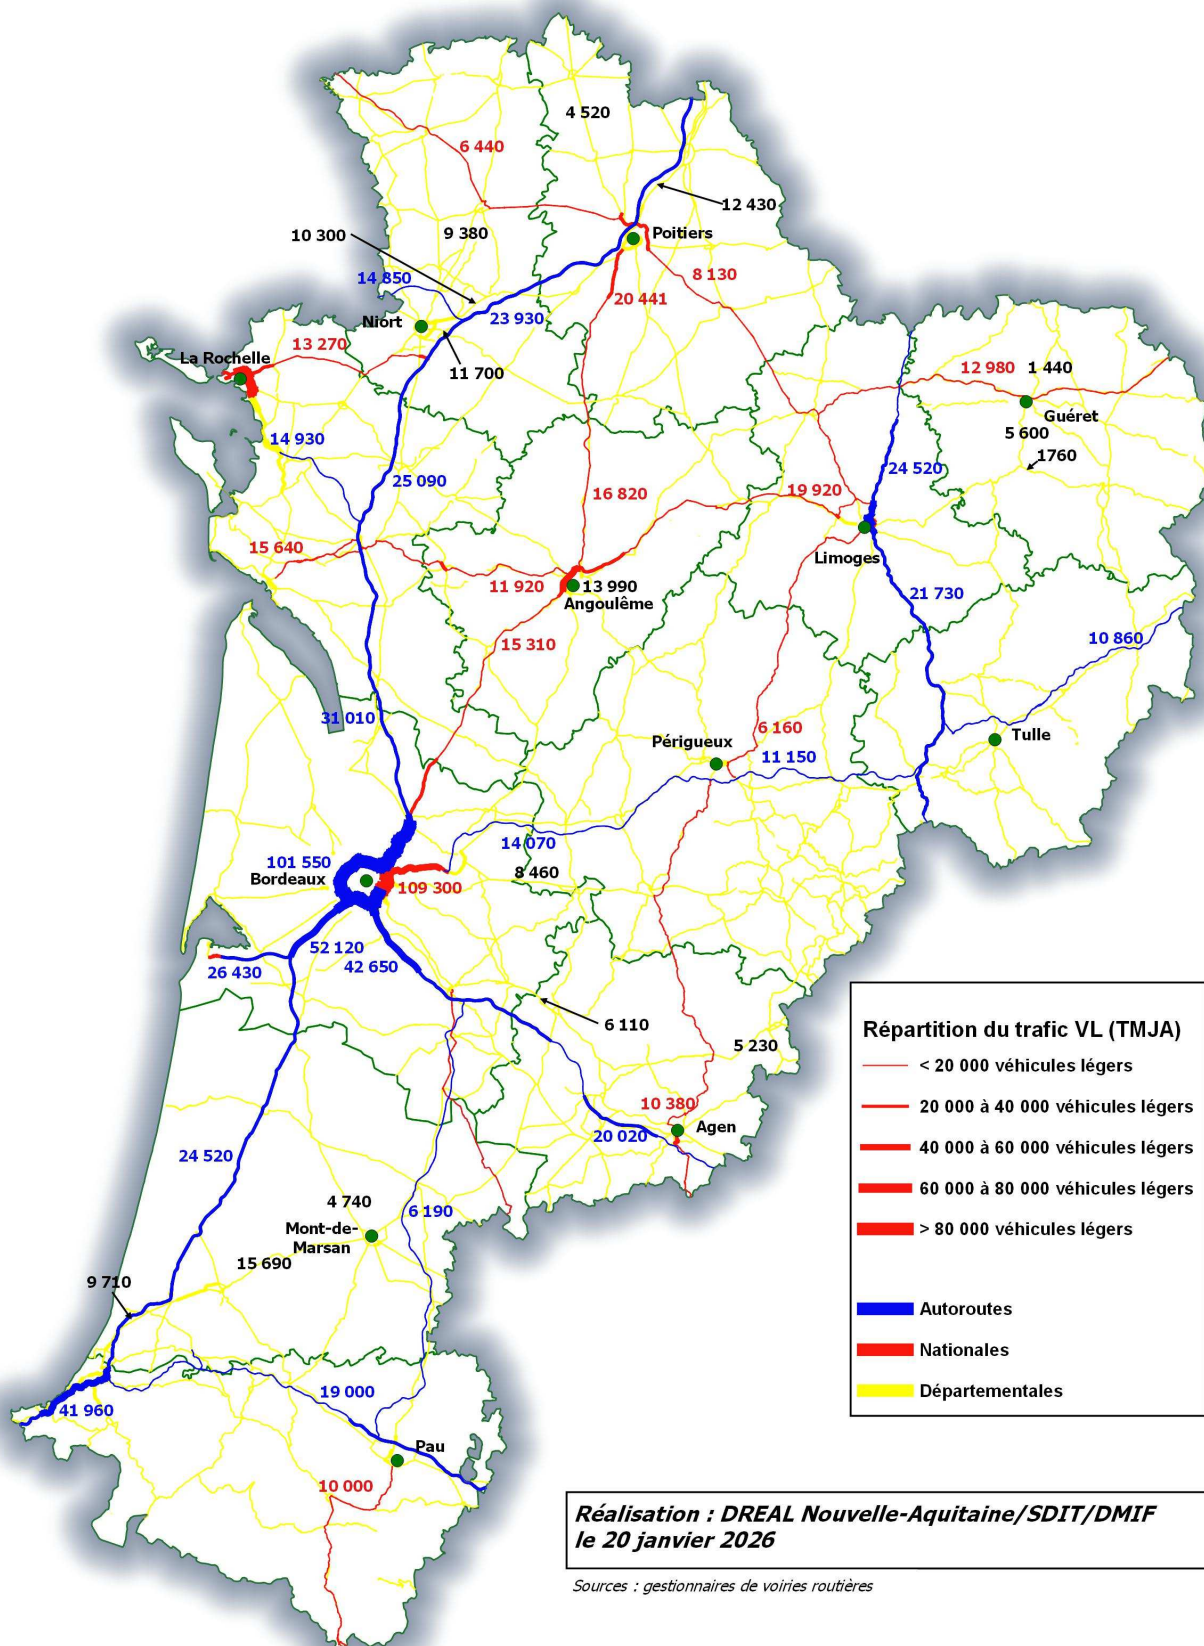 4 520
6 440
12 430
9 380
10 300
Poitiers
8 130
14 850
20 441
23 930
Niort
13 270
La Rochelle
11 700
12 980
1 440
Guéret
5 600
1760
14 930
24 520
25 090
16 820
19 920
15 640
Limoges
11 920
13 990
Angoulême
21 730
10 860
15 310
31 010
6 160
Tulle
Périgueux
11 150
14 070
101 550
Bordeaux
8 460
109 300
52 120
42 650
26 430
6 110
5 230
10 380
Agen
20 020
24 520
4 740
6 190
Mont-de-
Marsan
15 690
9 710
19 000
41 960
Pau
10 000
Répartition du trafic VL (TMJA)
< 20 000 véhicules légers
20 000 à 40 000 véhicules légers
40 000 à 60 000 véhicules légers
60 000 à 80 000 véhicules légers
> 80 000 véhicules légers
Autoroutes
Nationales
Départementales
Réalisation : DREAL Nouvelle-Aquitaine/SDIT/DMIF
le 20 janvier 2026
Sources : gestionnaires de voiries routières